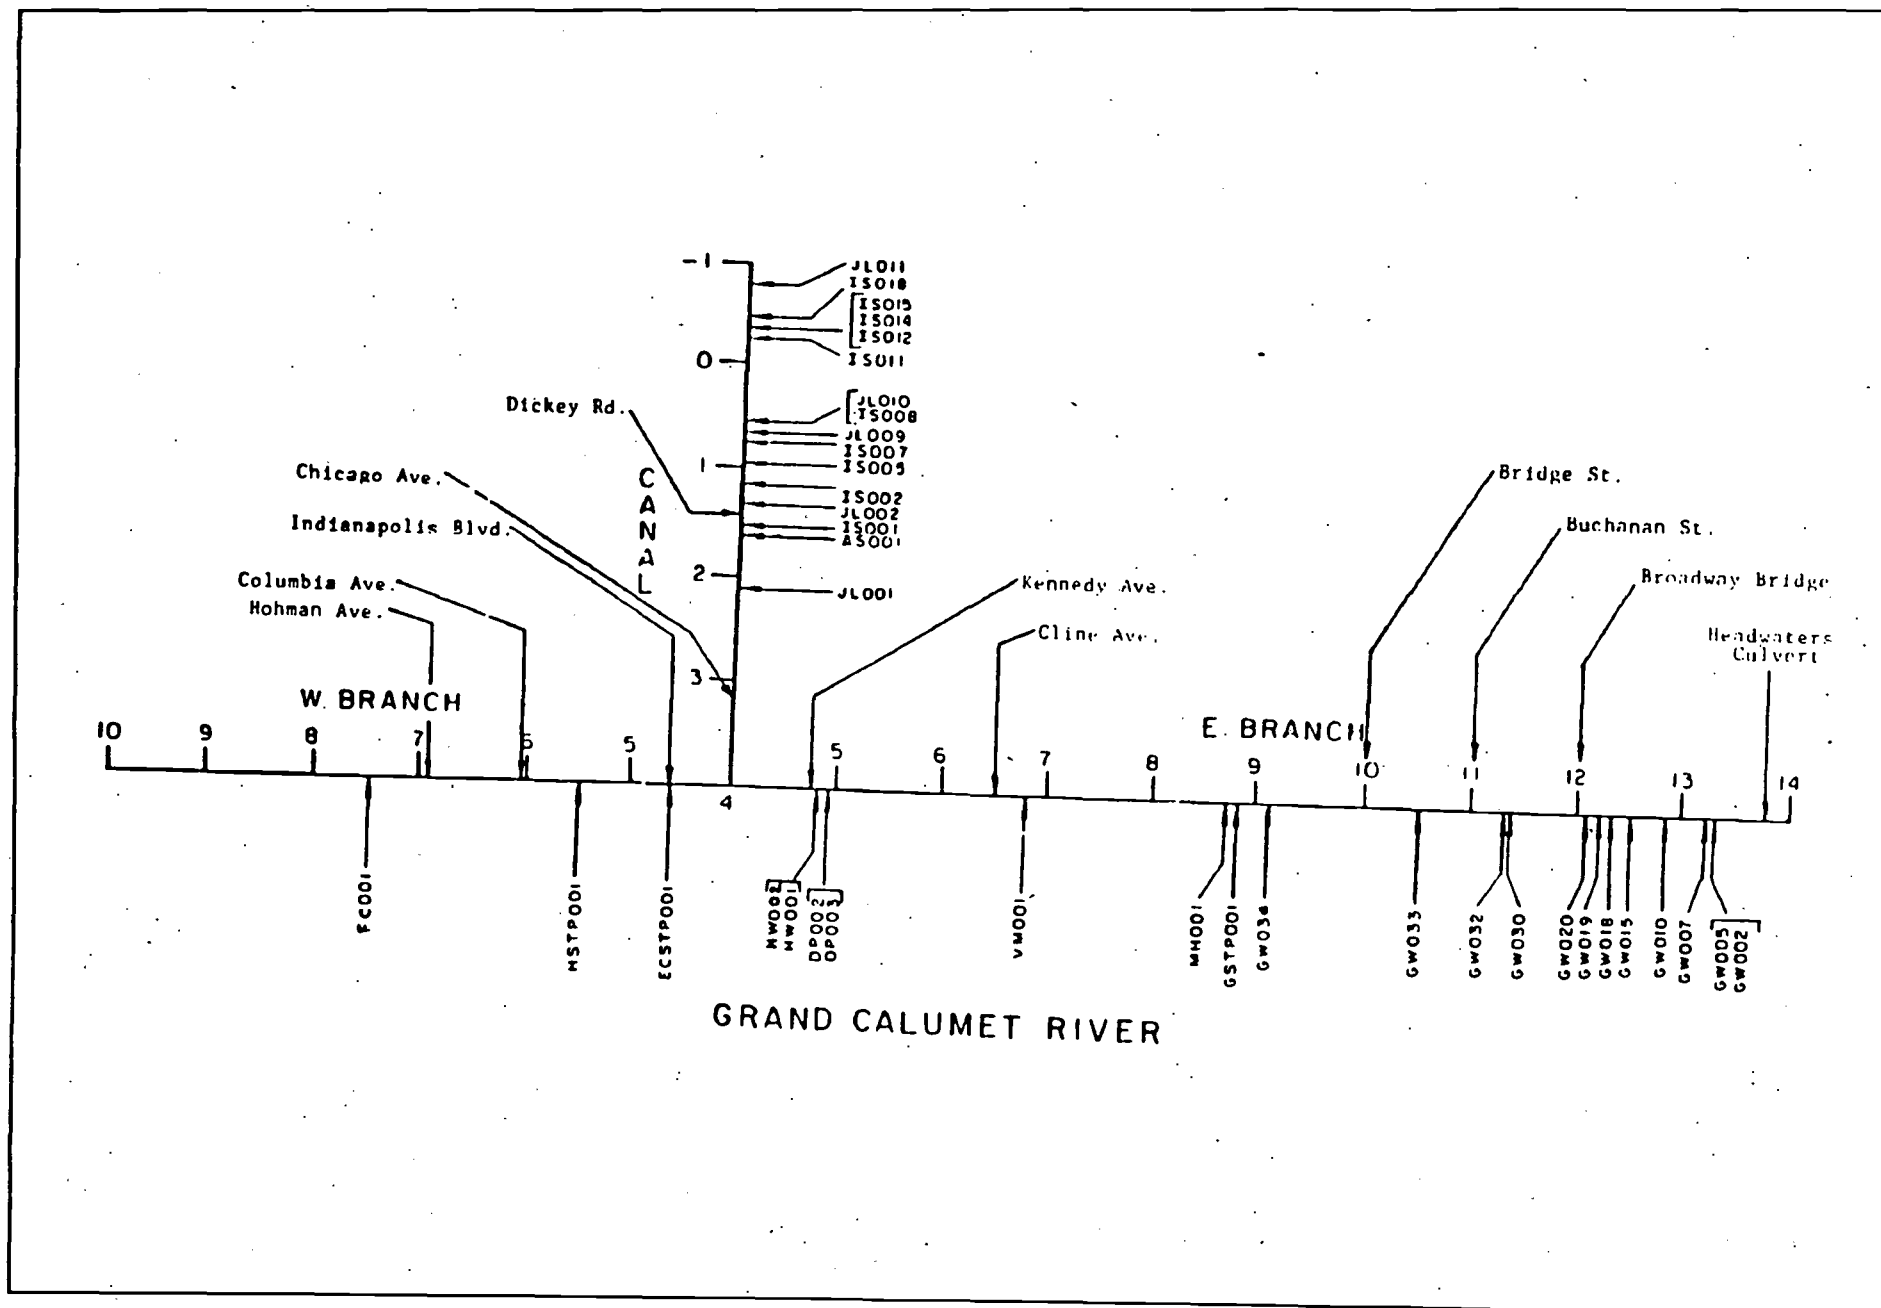 -1
JL011
IS018
IS015
IS014
IS012
0
IS011
JL010
IS008
Dickey Rd.
JL009
IS007
1
IS005
Chicago Ave.
CANAL
IS002
JL002
Indianapolis Blvd.
IS001
AS001
2
JL001
Bridge St.
Buchanan St.
Broadway Bridge
Columbia Ave.
Hohman Ave.
Kennedy Ave.
Cline Ave.
Headwaters
Culvert
3
W. BRANCH
E. BRANCH
10 9 8 7 6 5 4 5 6 7 8 9 10 11 12 13 14
FC001
HSTP001
ECSTP001
HW002
HW001
DP002
DP003
VM001
MH001
GSTP001
GW034
GW033
GW032
GW030
GW020
GW019
GW018
GW015
GW010
GW007
GW005
GW002
GRAND CALUMET RIVER